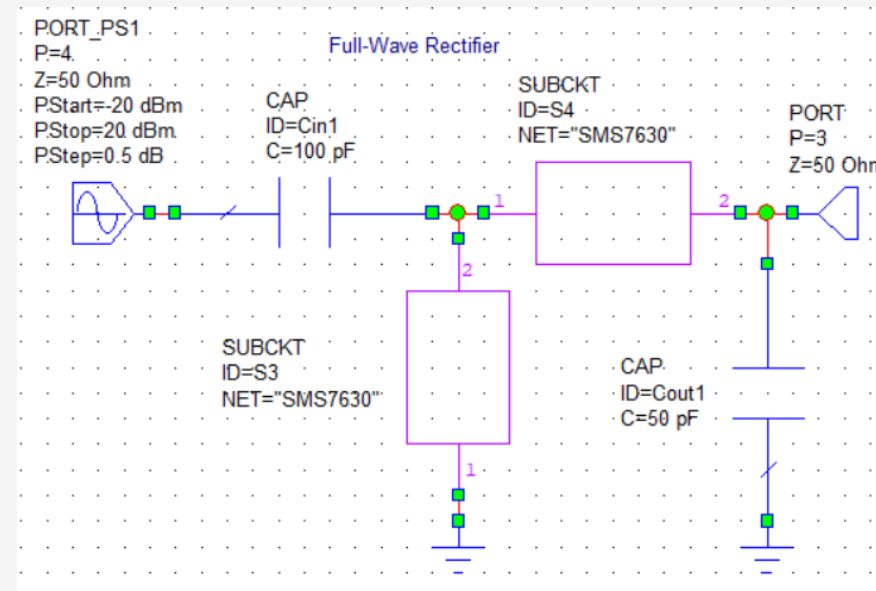 PORT_PS1
P=4
Z=50 Ohm
PStart=-20 dBm
PStop=20 dBm
PStep=0.5 dB
Full-Wave Rectifier
CAP
ID=Cin1
C=100 pF
SUBCKT
ID=S4
NET="SMS7630"
PORT
P=3
Z=50 Ohm
1
2
2
SUBCKT
ID=S3
NET="SMS7630"
CAP
ID=Cout1
C=50 pF
1